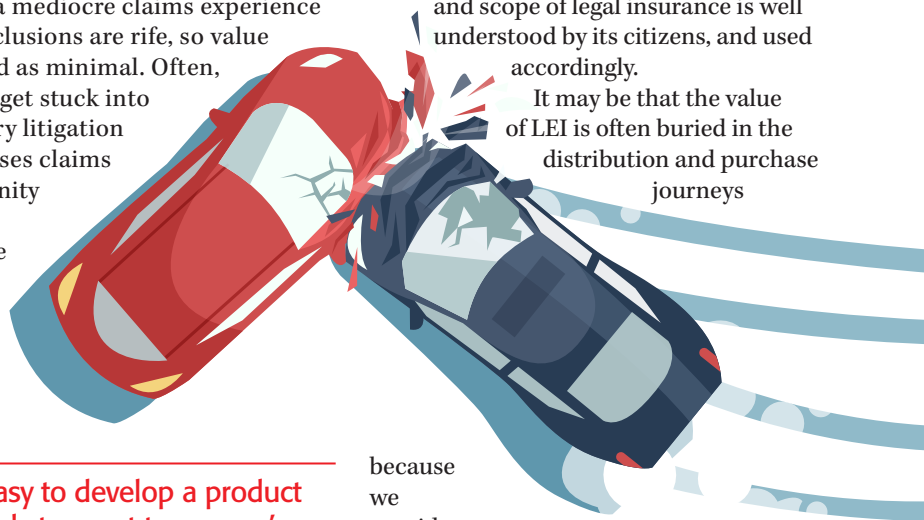 a mediocre claims experience
clusions are rife, so value
d as minimal. Often,
get stuck into
ry litigation
ses claims
nity
e
asy to develop a product
and scope of legal insurance is well
understood by its citizens, and used
accordingly.
It may be that the value
of LEI is often buried in the
distribution and purchase
journeys
because
we